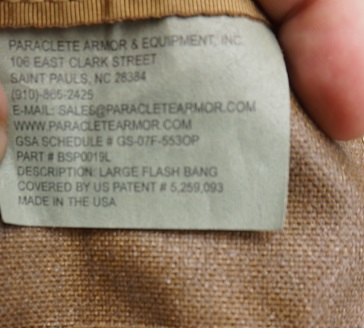 PARACLETE ARMOR & EQUIPMENT, INC.
106 EAST CLARK STREET
SAINT PAULS, NC 28384
(910)-865-2425
E-MAIL: SALES@PARACLETEARMOR.COM
WWW.PARACLETEARMOR.COM
GSA SCHEDULE # GS-07F-5530P
PART # BSP0019L
DESCRIPTION: LARGE FLASH BANG
COVERED BY US PATENT # 5,259,093
MADE IN THE USA